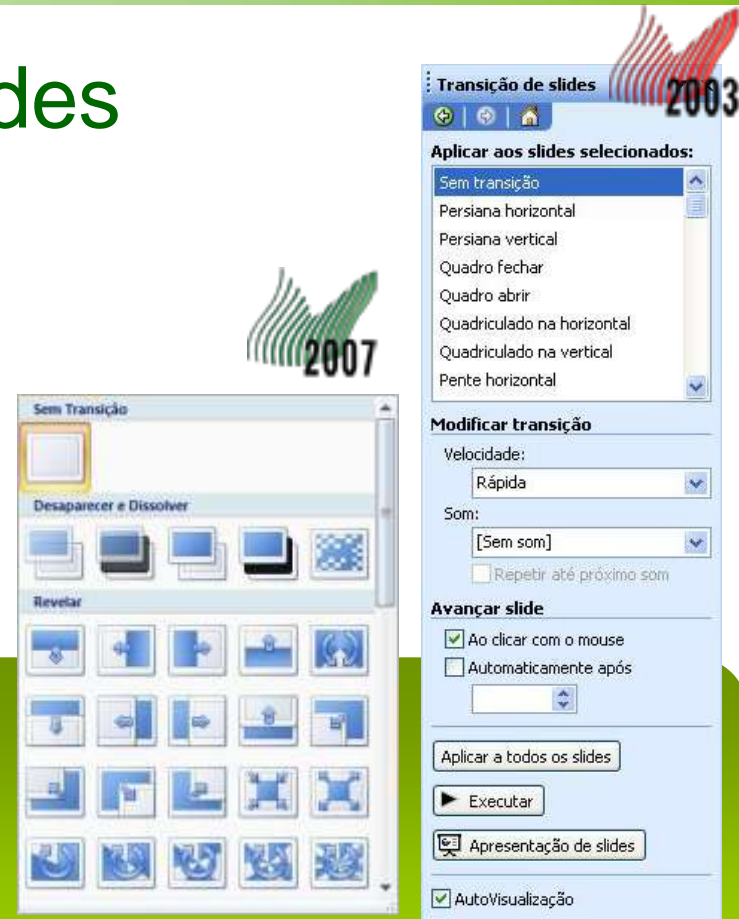 des
2007
Sem Transição
Desaparecer e Dissolver
Revelar
2003
Transição de slides
Aplicar aos slides selecionados:
Sem transição
Persiana horizontal
Persiana vertical
Quadro fechar
Quadro abrir
Quadriculado na horizontal
Quadriculado na vertical
Pente horizontal
Modificar transição
Velocidade:
Rápida
Som:
[Sem som]
Repetir até próximo som
Avançar slide
Ao clicar com o mouse
Automaticamente após
Aplicar a todos os slides
Executar
Apresentação de slides
AutoVisualização